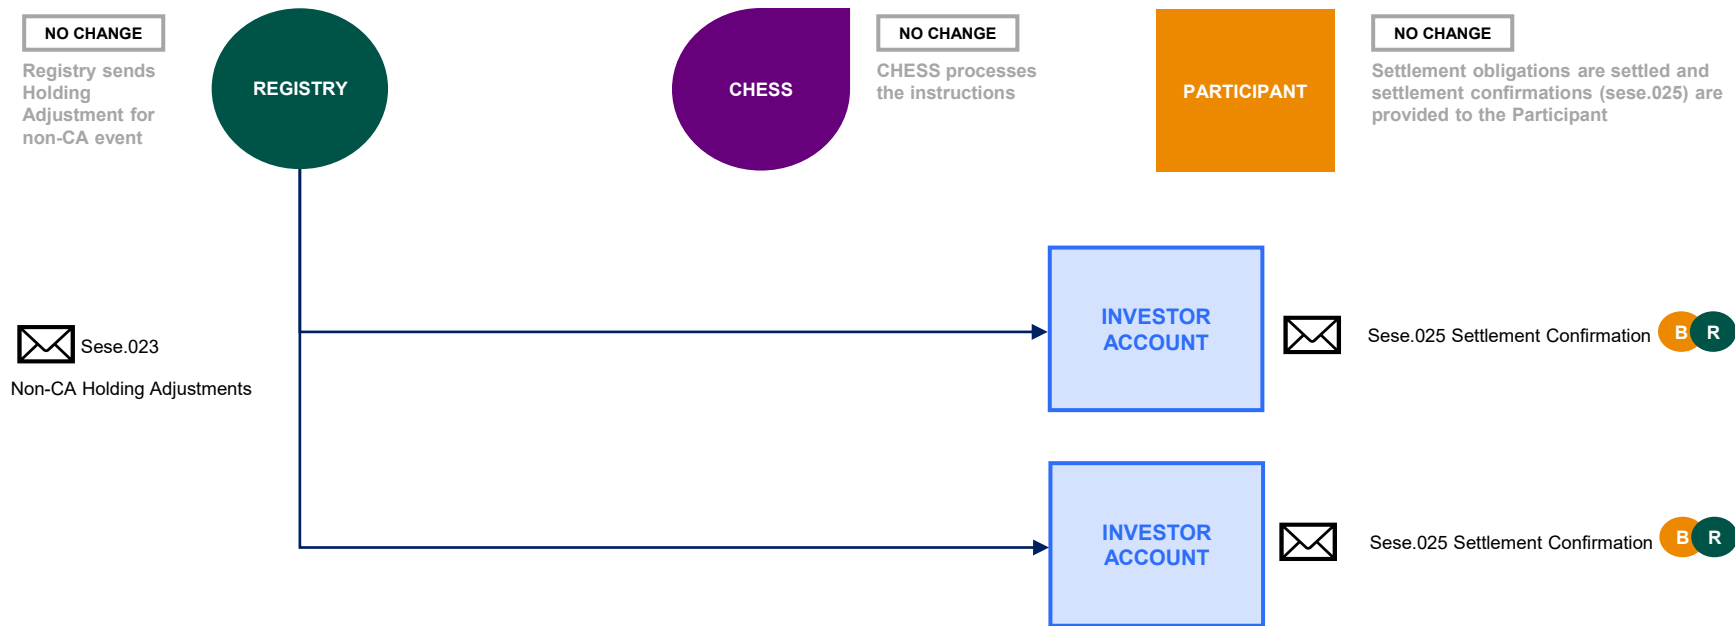 NO CHANGE
Registry sends
Holding
Adjustment for
non-CA event
REGISTRY
CHESS
NO CHANGE
CHESS processes
the instructions
PARTICIPANT
NO CHANGE
Settlement obligations are settled and
settlement confirmations (sese.025) are
provided to the Participant
Sese.023
Non-CA Holding Adjustments
INVESTOR
ACCOUNT
Sese.025 Settlement Confirmation
B R
INVESTOR
ACCOUNT
Sese.025 Settlement Confirmation
B R